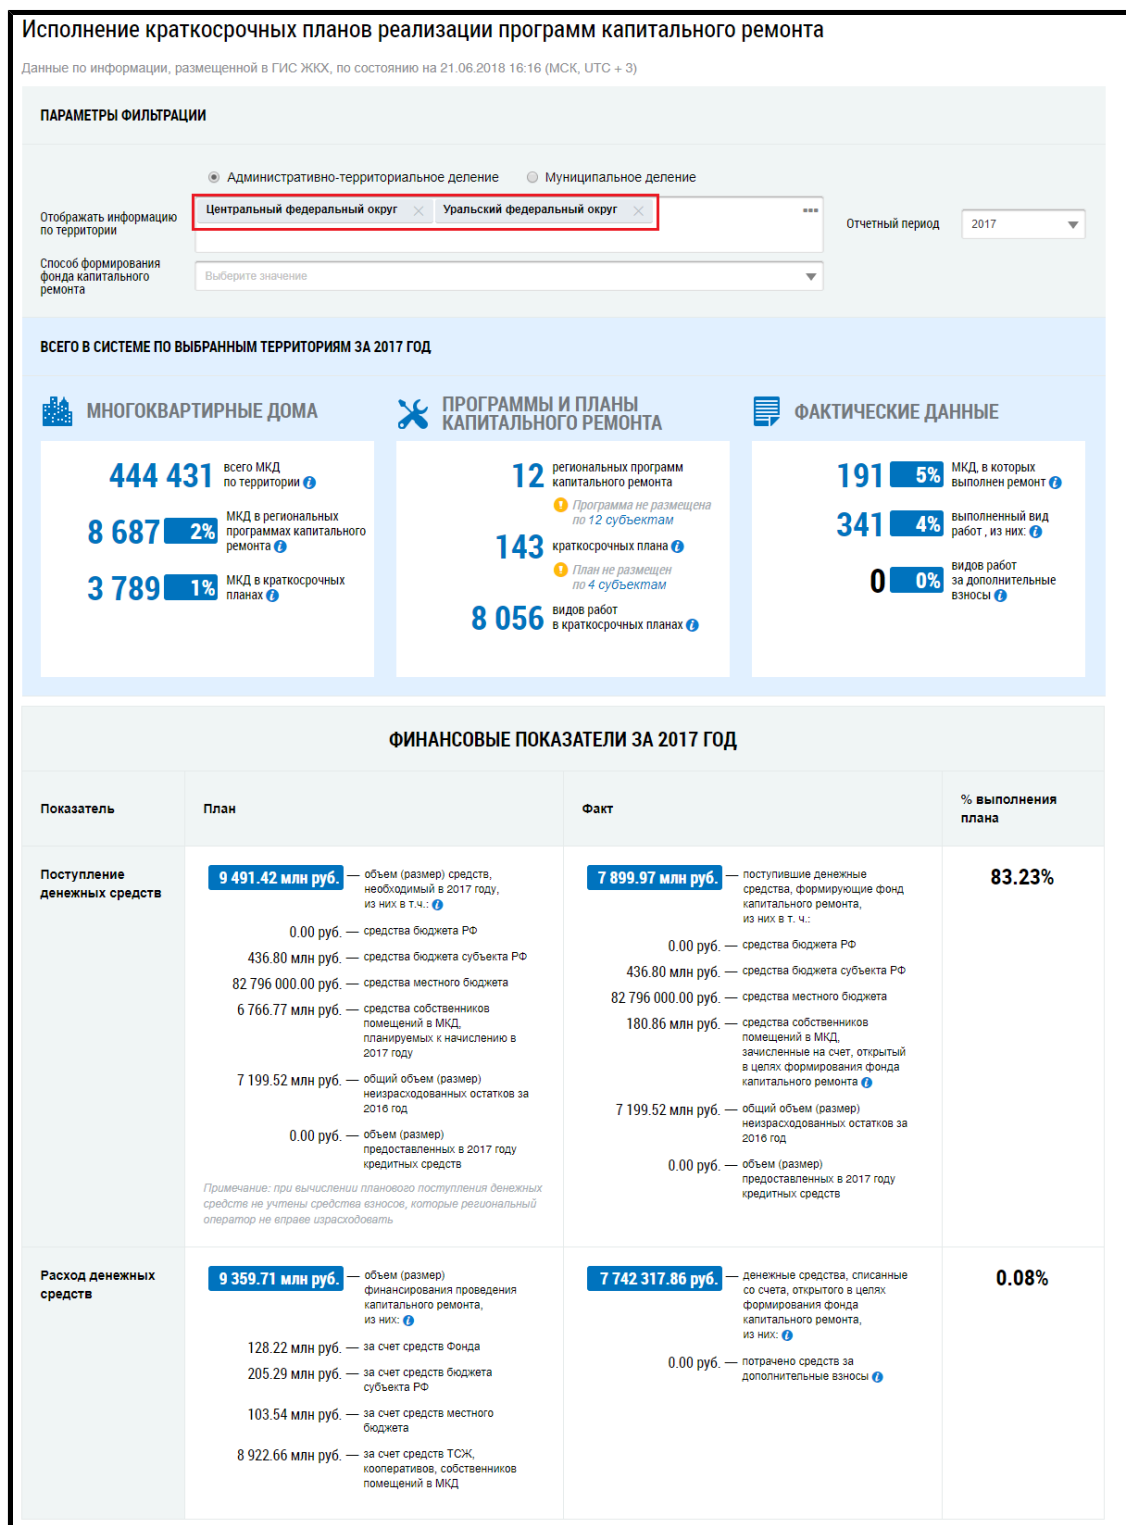 Исполнение краткосрочных планов реализации программ капитального ремонта
Данные по информации, размещенной в ГИС ЖКХ, по состоянию на 21.06.2018 16:16 (МСК, UTC + 3)
ПАРАМЕТРЫ ФИЛЬТРАЦИИ
Административно-территориальное деление
Муниципальное деление
Отображать информацию
по территории
Центральный федеральный округ
Уральский федеральный округ
Отчетный период
2017
Способ формирования
фонда капитального
ремонта
Выберите значение
ВСЕГО В СИСТЕМЕ ПО ВЫБРАННЫМ ТЕРРИТОРИЯМ ЗА 2017 ГОД
МНОГОКВАРТИРНЫЕ ДОМА
444 431 всего МКД
по территории
8 687 2% МКД в региональных
программах капитального
ремонта
3 789 1% МКД в краткосрочных
планах
ПРОГРАММЫ И ПЛАНЫ
КАПИТАЛЬНОГО РЕМОНТА
12 региональных программ
капитального ремонта
Программа не размещена
по 12 субъектам
143 краткосрочных плана
План не размещен
по 4 субъектам
8 056 видов работ
в краткосрочных планах
ФАКТИЧЕСКИЕ ДАННЫЕ
191 5% МКД, в которых
выполнен ремонт
341 4% выполненный вид
работ , из них:
0 0% видов работ
за дополнительные
взносы
ФИНАНСОВЫЕ ПОКАЗАТЕЛИ ЗА 2017 ГОД
Показатель
План
Факт
% выполнения
плана
Поступление
денежных средств
9 491.42 млн руб. — объем (размер) средств,
необходимый в 2017 году,
из них в т.ч.:
0.00 руб. — средства бюджета РФ
436.80 млн руб. — средства бюджета субъекта РФ
82 796 000.00 руб. — средства местного бюджета
6 766.77 млн руб. — средства собственников
помещений в МКД,
планируемых к начислению в
2017 году
7 199.52 млн руб. — общий объем (размер)
неизрасходованных остатков за
2016 год
0.00 руб. — объем (размер)
предоставленных в 2017 году
кредитных средств
Примечание: при вычислении планового поступления денежных
средств не учтены средства взносов, которые региональный
оператор не вправе израсходовать
7 899.97 млн руб. — поступившие денежные
средства, формирующие фонд
капитального ремонта,
из них в т. ч.:
0.00 руб. — средства бюджета РФ
436.80 млн руб. — средства бюджета субъекта РФ
82 796 000.00 руб. — средства местного бюджета
180.86 млн руб. — средства собственников
помещений в МКД,
зачисленные на счет, открытый
в целях формирования фонда
капитального ремонта
7 199.52 млн руб. — общий объем (размер)
неизрасходованных остатков за
2016 год
0.00 руб. — объем (размер)
предоставленных в 2017 году
кредитных средств
83.23%
Расход денежных
средств
9 359.71 млн руб. — объем (размер)
финансирования проведения
капитального ремонта,
из них:
128.22 млн руб. — за счет средств Фонда
205.29 млн руб. — за счет средств бюджета
субъекта РФ
103.54 млн руб. — за счет средств местного
бюджета
8 922.66 млн руб. — за счет средств ТСЖ,
кооперативов, собственников
помещений в МКД
7 742 317.86 руб. — денежные средства, списанные
со счета, открытого в целях
формирования фонда
капитального ремонта,
из них:
0.00 руб. — потрачено средств за
дополнительные взносы
0.08%